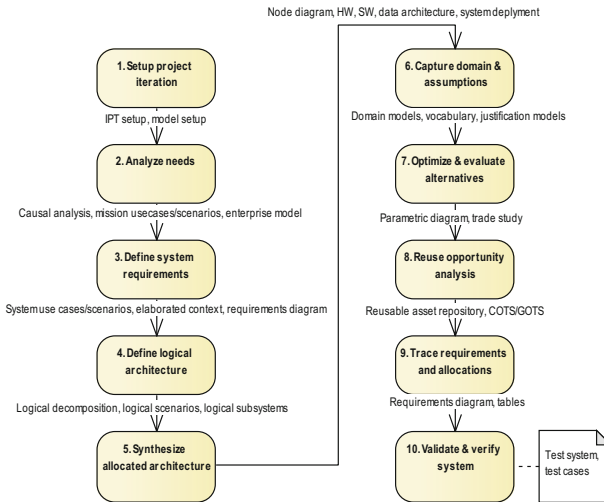 Node diagram, HW, SW, data architecture, system deplyment
1. Setup project
iteration
IPT setup, model setup
2. Analyze needs
Causal analysis, mission usecases/scenarios, enterprise model
3. Define system
requirements
System use cases/scenarios, elaborated context, requirements diagram
4. Define logical
architecture
Logical decomposition, logical scenarios, logical subsystems
5. Synthesize
allocated architecture
6. Capture domain &
assumptions
Domain models, vocabulary, justification models
7. Optimize & evaluate
alternatives
Parametric diagram, trade study
8. Reuse opportunity
analysis
Reusable asset repository, COTS/GOTS
9. Trace requirements
and allocations
Requirements diagram, tables
10. Validate & verify
system
Test system,
test cases